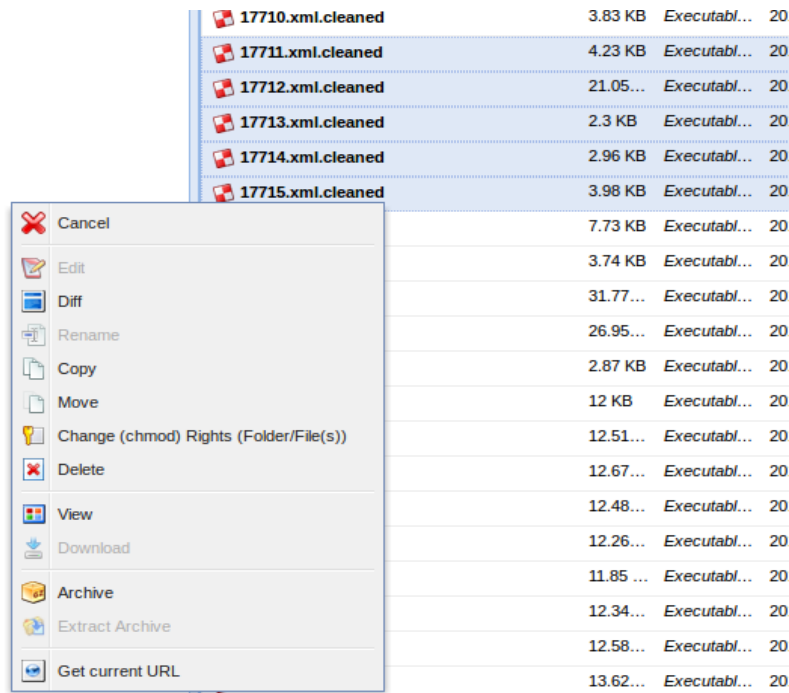 17710.xml.cleaned 3.83 KB Executabl... 20
17711.xml.cleaned 4.23 KB Executabl... 20
17712.xml.cleaned 21.05... Executabl... 20
17713.xml.cleaned 2.3 KB Executabl... 20
17714.xml.cleaned 2.96 KB Executabl... 20
17715.xml.cleaned 3.98 KB Executabl... 20
Cancel
Edit
Diff
Rename
Copy
Move
Change (chmod) Rights (Folder/File(s))
Delete
View
Download
Archive
Extract Archive
Get current URL
7.73 KB Executabl... 20
3.74 KB Executabl... 20
31.77... Executabl... 20
26.95... Executabl... 20
2.87 KB Executabl... 20
12 KB Executabl... 20
12.51... Executabl... 20
12.67... Executabl... 20
12.48... Executabl... 20
12.26... Executabl... 20
11.85 ... Executabl... 20
12.34... Executabl... 20
12.58... Executabl... 20
13.62... Executabl... 20